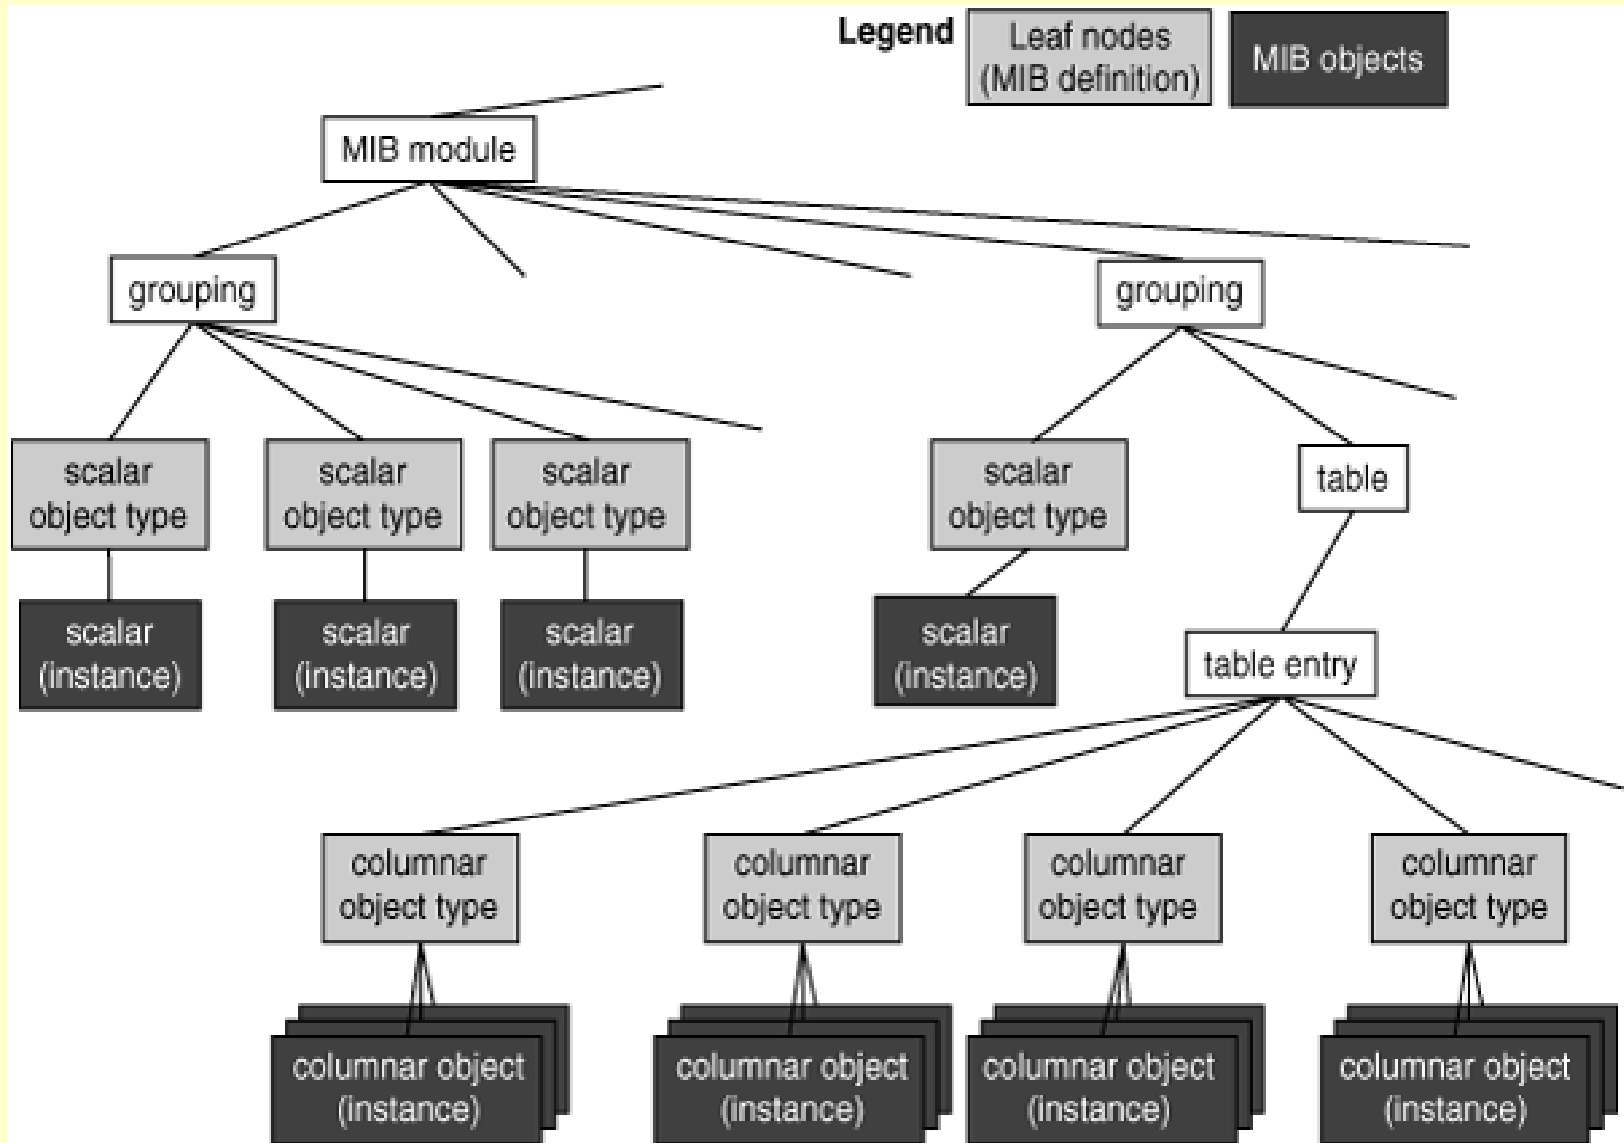 Legend
Leaf nodes
(MIB definition)
MIB objects
MIB module
grouping
grouping
scalar
object type
scalar
object type
scalar
object type
scalar
object type
table
scalar
(instance)
scalar
(instance)
scalar
(instance)
scalar
(instance)
table entry
columnar
object type
columnar
object type
columnar
object type
columnar
object type
columnar object
(instance)
columnar object
(instance)
columnar object
(instance)
columnar object
(instance)